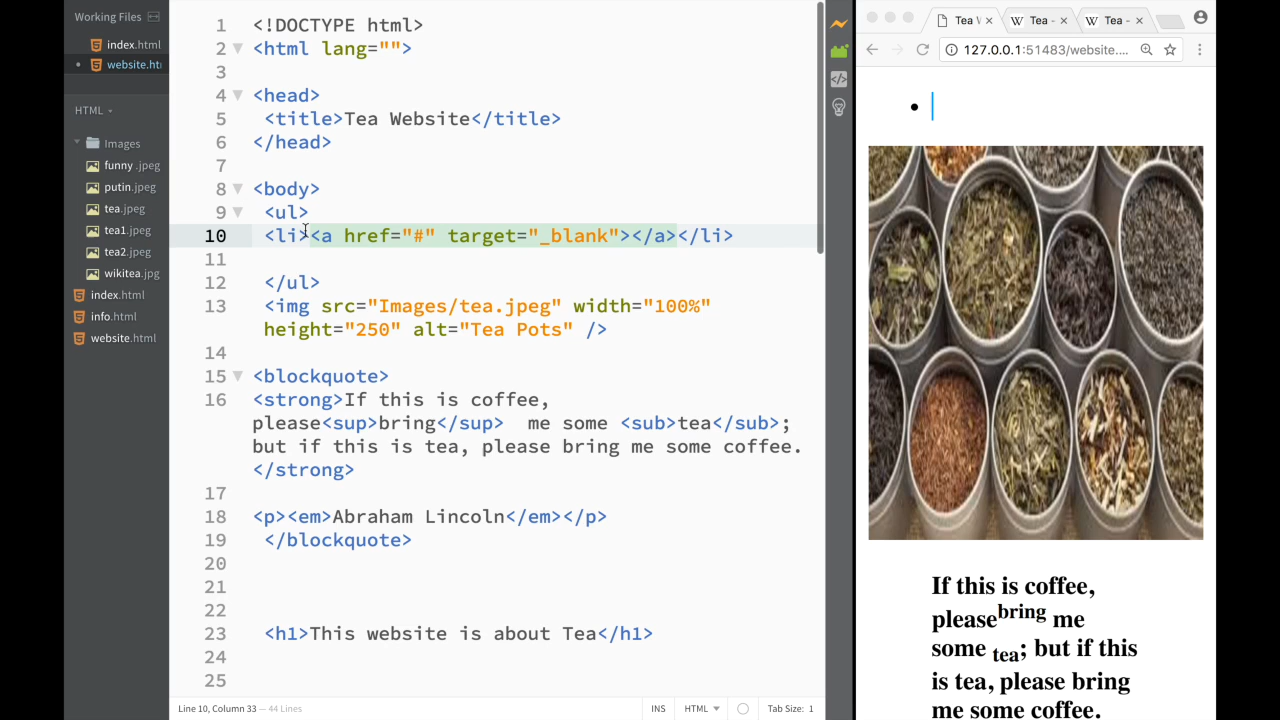 Working Files
index.html
website.ht
HTML
Images
funny .jpeg
putin.jpeg
tea.jpeg
tea1.jpeg
tea2.jpeg
wikitea.jpg
index.html
info.html
website.html
1 <!DOCTYPE html>
2 <html lang="">
3
4 <head>
5 <title>Tea Website</title>
6 </head>
7
8 <body>
9 <ul>
10 <li><a href="#" target="_blank"></a></li>
11
12 </ul>
13 <img src="Images/tea.jpeg" width="100%"
height="250" alt="Tea Pots" />
14
15 <blockquote>
16 <strong>If this is coffee,
please<sup>bring</sup> me some <sub>tea</sub>;
but if this is tea, please bring me some coffee.
</strong>
17
18 <p><em>Abraham Lincoln</em></p>
19 </blockquote>
20
21
22
23 <h1>This website is about Tea</h1>
24
25
Line 10, Column 33 — 44 Lines
INS
HTML
Tab Size: 1
Tea
Tea -
Tea -
127.0.0.1:51483/website....
If this is coffee,
please bring me
some tea; but if this
is tea, please bring
me some coffee.